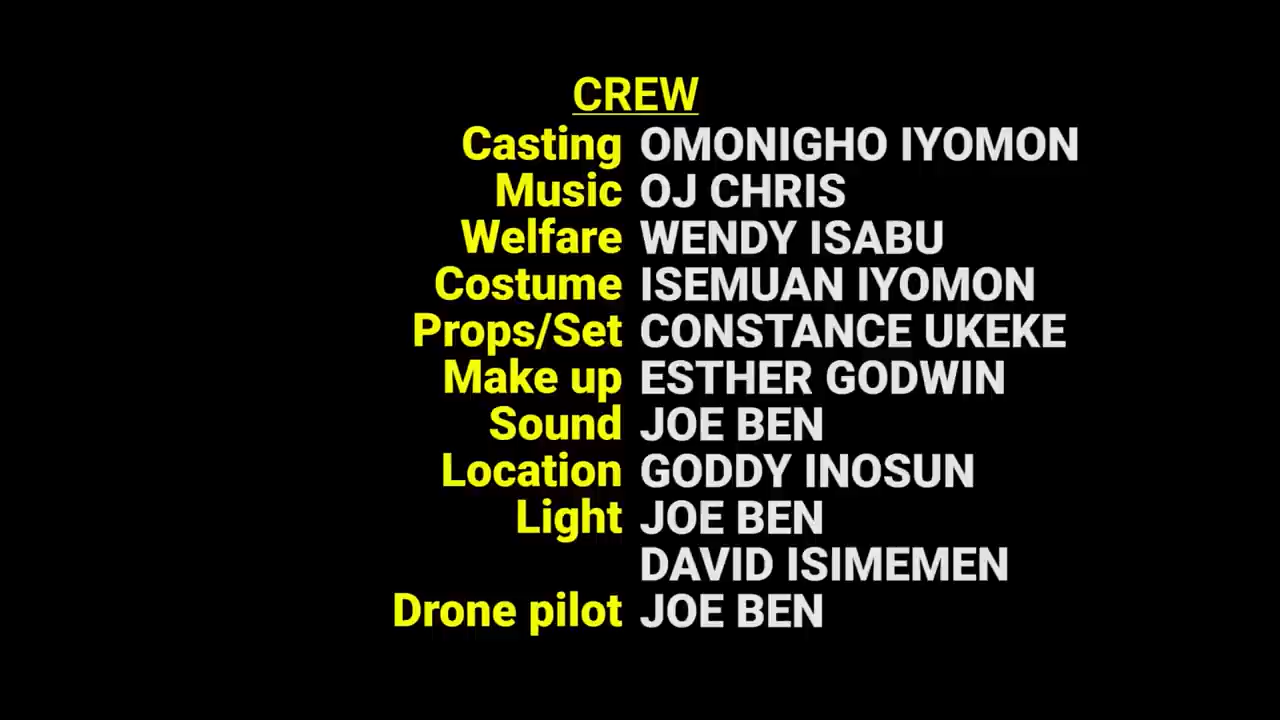 CREW
Casting OMONIGHO IYOMON
Music OJ CHRIS
Welfare WENDY ISABU
Costume ISEMUAN IYOMON
Props/Set CONSTANCE UKEKE
Make up ESTHER GODWIN
Sound JOE BEN
Location GODDY INOSUN
Light JOE BEN
DAVID ISIMEMEN
Drone pilot JOE BEN